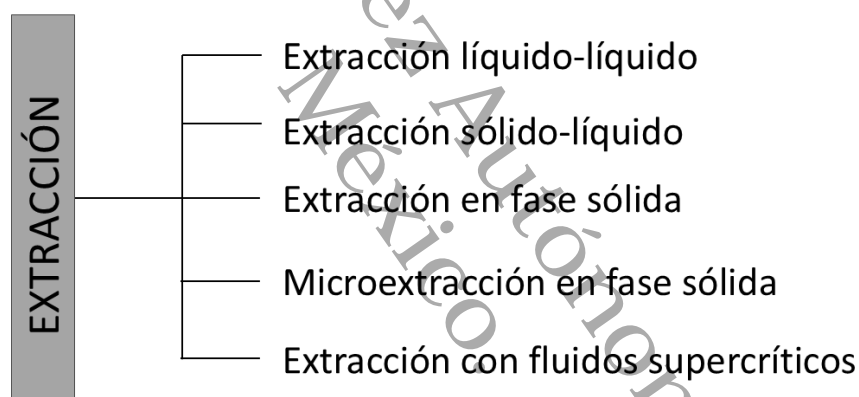 EXTRACCIÓN
Extracción líquido-líquido
Extracción sólido-líquido
Extracción en fase sólida
Microextracción en fase sólida
Extracción con fluidos supercríticos
México.